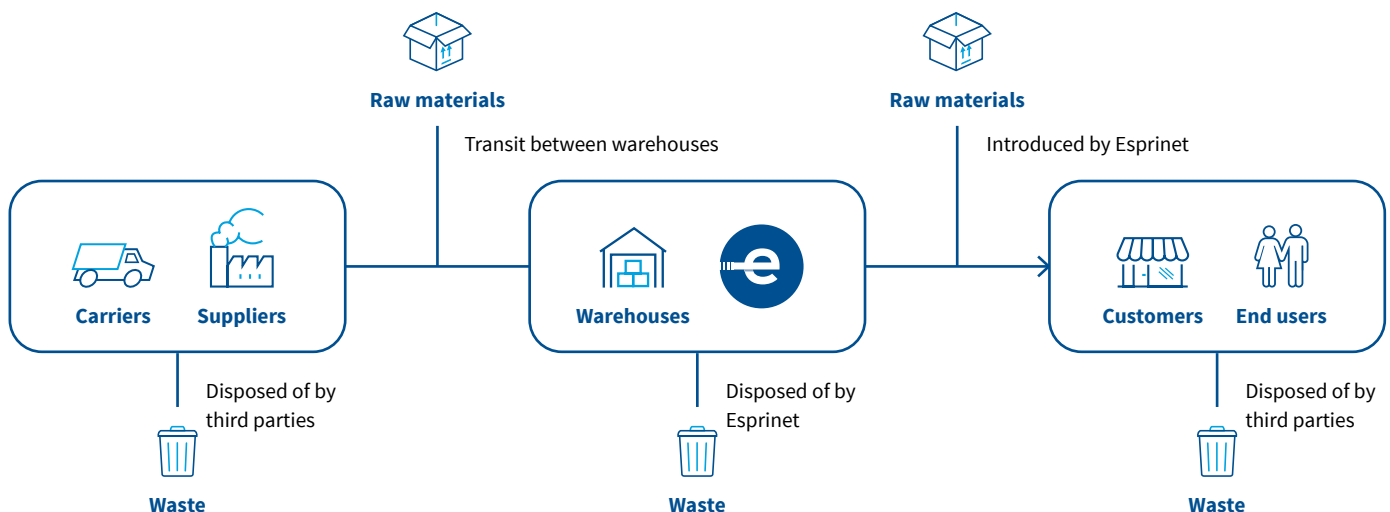 Raw materials
Raw materials
Transit between warehouses
Introduced by Esprinet
Carriers
Suppliers
Warehouses
e
Customers
End users
Disposed of by
third parties
Disposed of by
Esprinet
Disposed of by
third parties
Waste
Waste
Waste